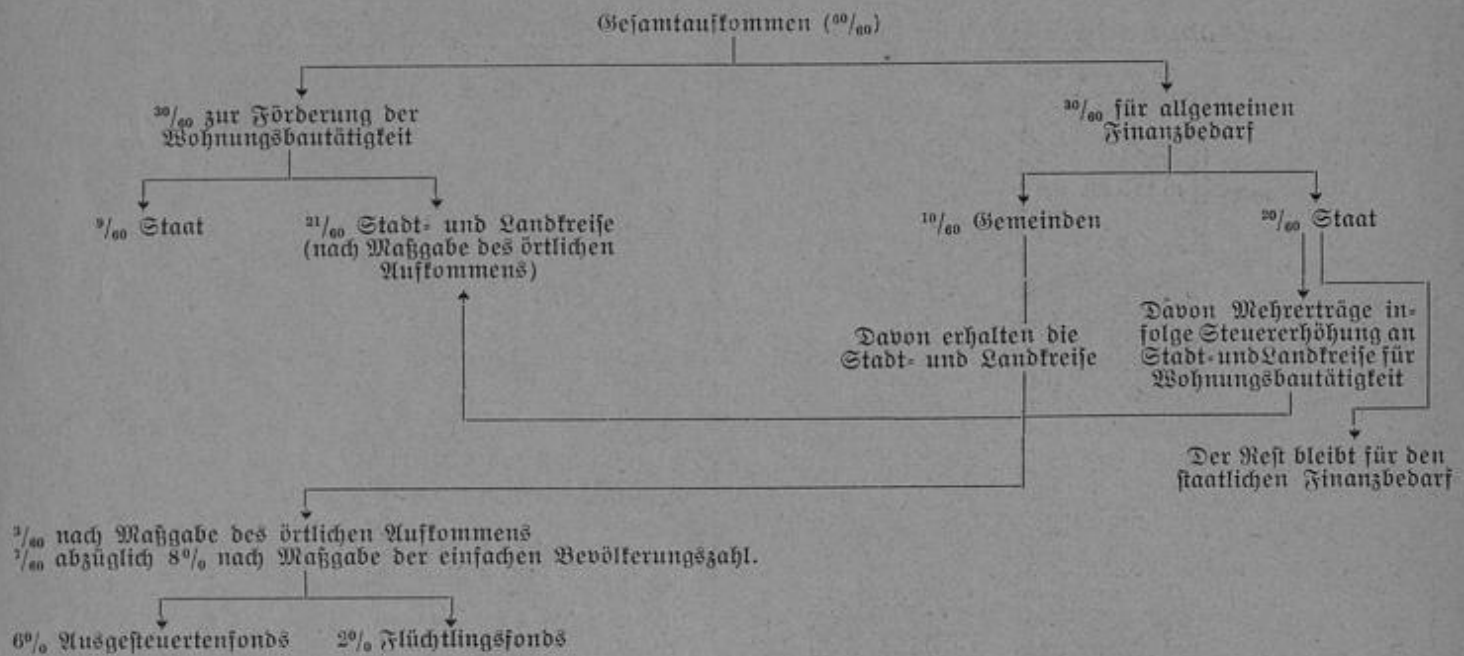 Gesamtaufkommen (60/60)
30/60 zur Förderung der
Wohnungsbautätigkeit
30/60 für allgemeinen
Finanzbedarf
9/60 Staat
21/60 Stadt- und Landkreise
(nach Maßgabe des örtlichen
Aufkommens)
10/60 Gemeinden
20/60 Staat
Davon erhalten die
Stadt- und Landkreise
Davon Mehrerträge in-
folge Steuererhöhung an
Stadt- und Landkreise für
Wohnungsbautätigkeit
Der Rest bleibt für den
staatlichen Finanzbedarf
3/60 nach Maßgabe des örtlichen Aufkommens
7/60 abzüglich 8% nach Maßgabe der einfachen Bevölkerungszahl.
6% Ausgesteuertenfonds
2% Flüchtlingsfonds